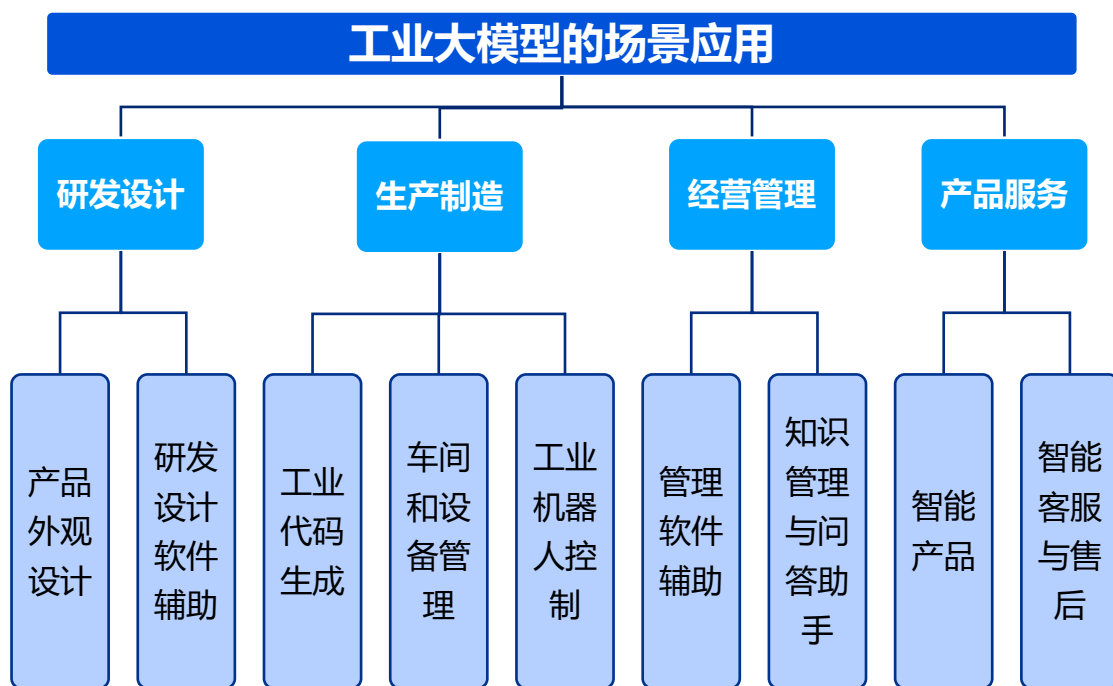 工业大模型的场景应用
研发设计
生产制造
经营管理
产品服务
产品
外观
设计
研发
设计
软件
辅助
工业
代码
生成
车间
和设
备管
理
工业
机器
人控
制
管理
软件
辅助
知识
管理
与问
答助
手
智能
产品
智能
客服
与售
后